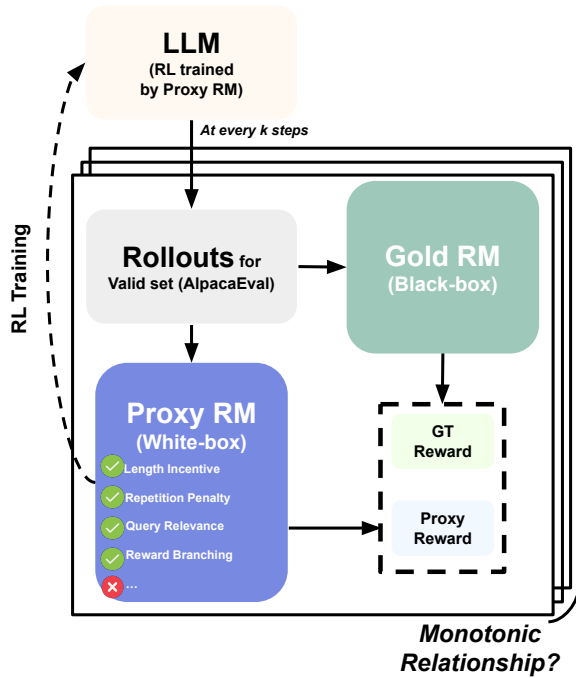 LLM
(RL trained
by Proxy RM)
At every k steps
RL Training
Rollouts for
Valid set (AlpacaEval)
Gold RM
(Black-box)
Proxy RM
(White-box)
Length Incentive
Repetition Penalty
Query Relevance
Reward Branching
...
GT
Reward
Proxy
Reward
Monotonic
Relationship?